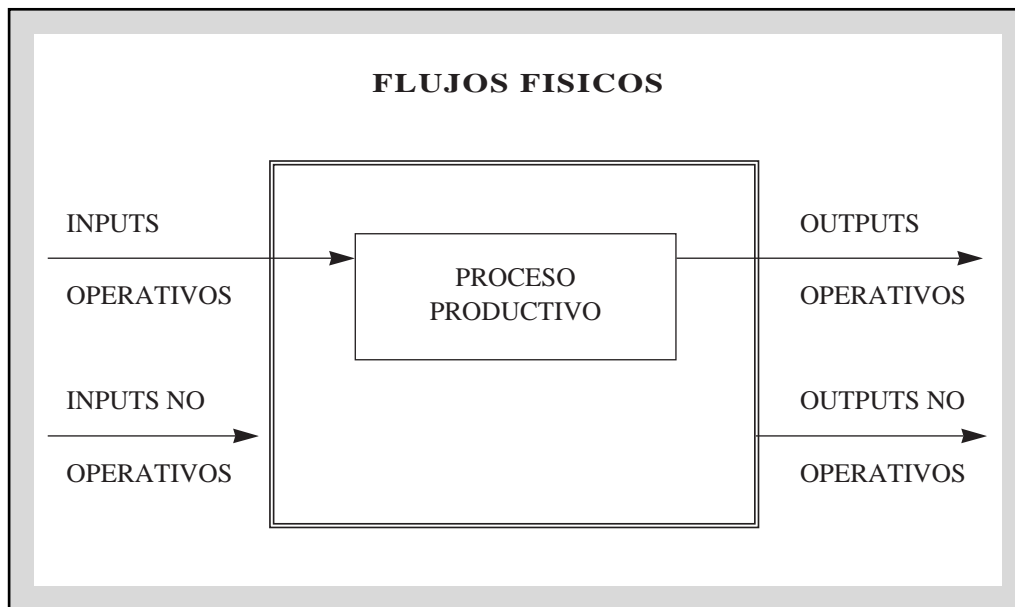 FLUJOS FISICOS
INPUTS
OPERATIVOS
PROCESO
PRODUCTIVO
OUTPUTS
OPERATIVOS
INPUTS NO
OPERATIVOS
OUTPUTS NO
OPERATIVOS